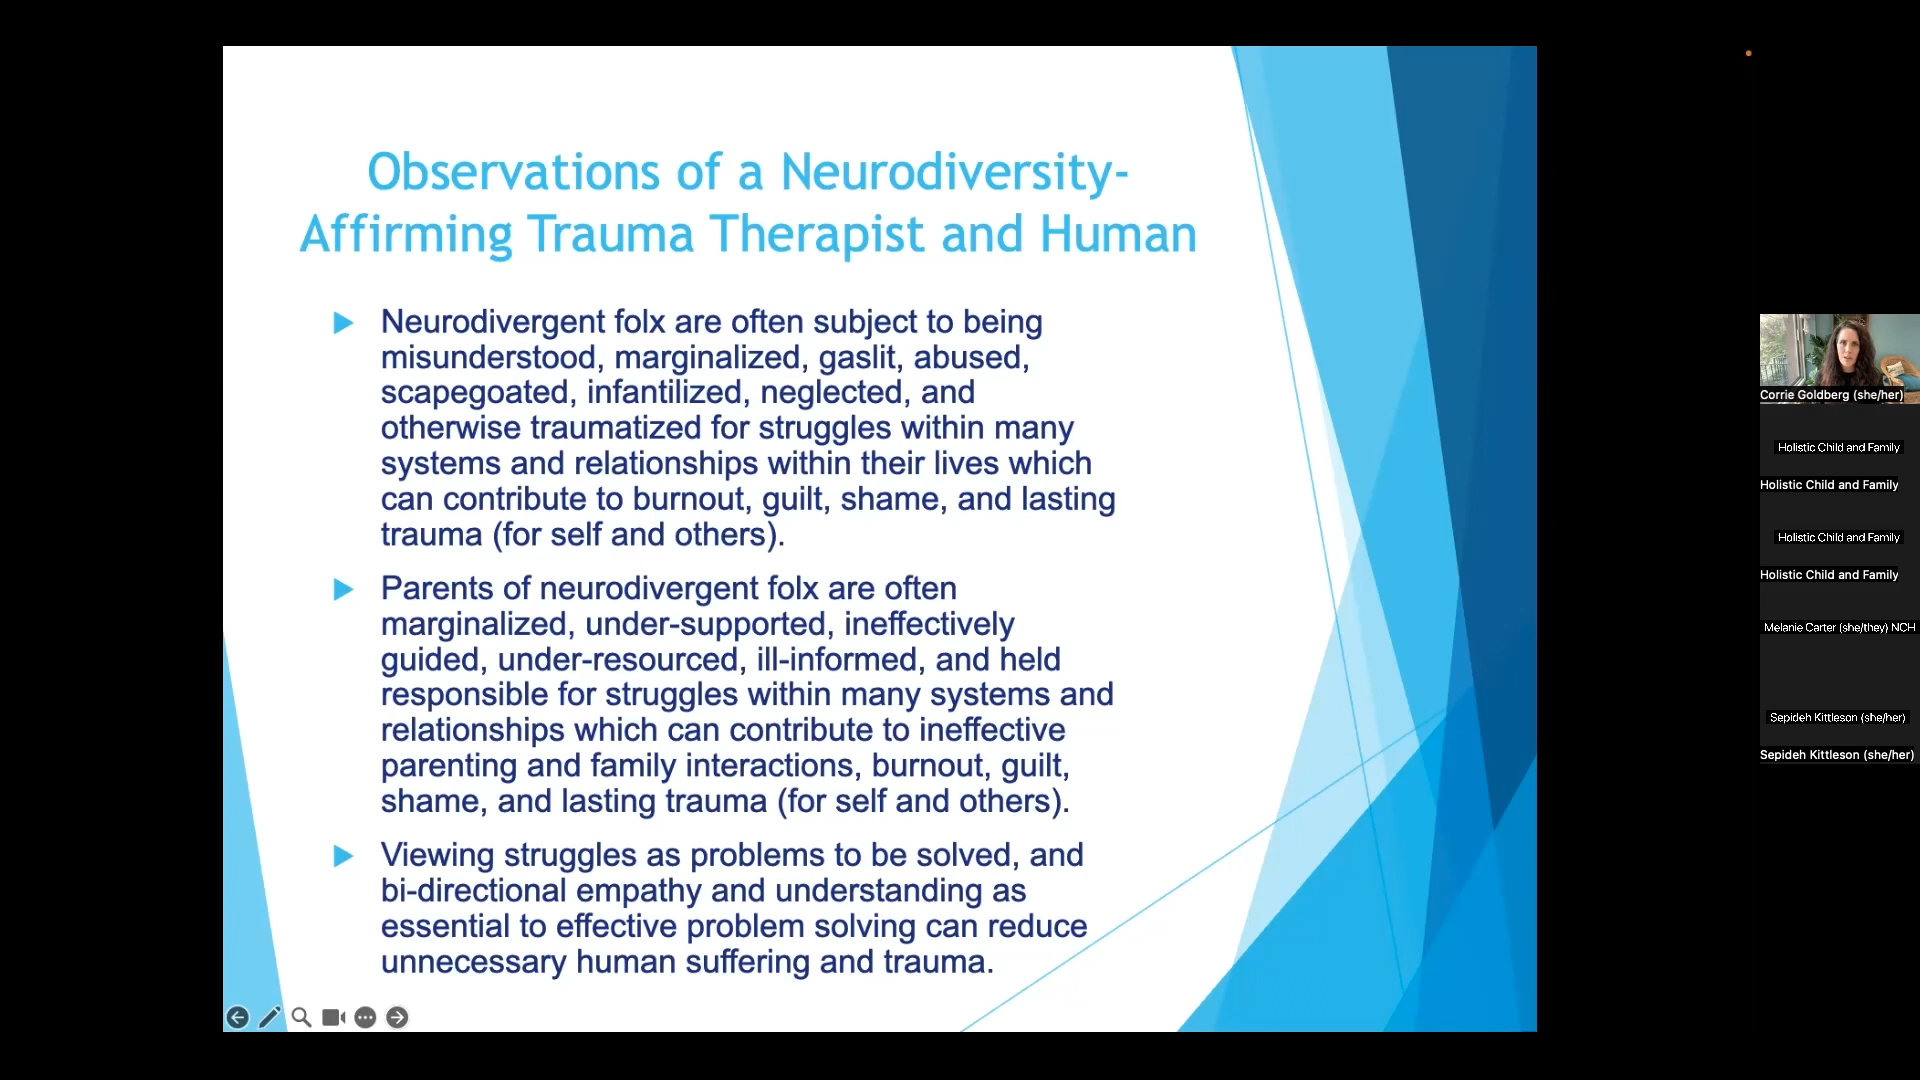 Observations of a Neurodiversity-
Affirming Trauma Therapist and Human
Neurodivergent folx are often subject to being
misunderstood, marginalized, gaslit, abused,
scapegoated, infantilized, neglected, and
otherwise traumatized for struggles within many
systems and relationships within their lives which
can contribute to burnout, guilt, shame, and lasting
trauma (for self and others).
Parents of neurodivergent folx are often
marginalized, under-supported, ineffectively
guided, under-resourced, ill-informed, and held
responsible for struggles within many systems and
relationships which can contribute to ineffective
parenting and family interactions, burnout, guilt,
shame, and lasting trauma (for self and others).
Viewing struggles as problems to be solved, and
bi-directional empathy and understanding as
essential to effective problem solving can reduce
unnecessary human suffering and trauma.
Corrie Goldberg (she/her)
Holistic Child and Family
Holistic Child and Family
Holistic Child and Family
Holistic Child and Family
Melanie Carter (she/they) NCH
Sepideh Kittleson (she/her)
Sepideh Kittleson (she/her)